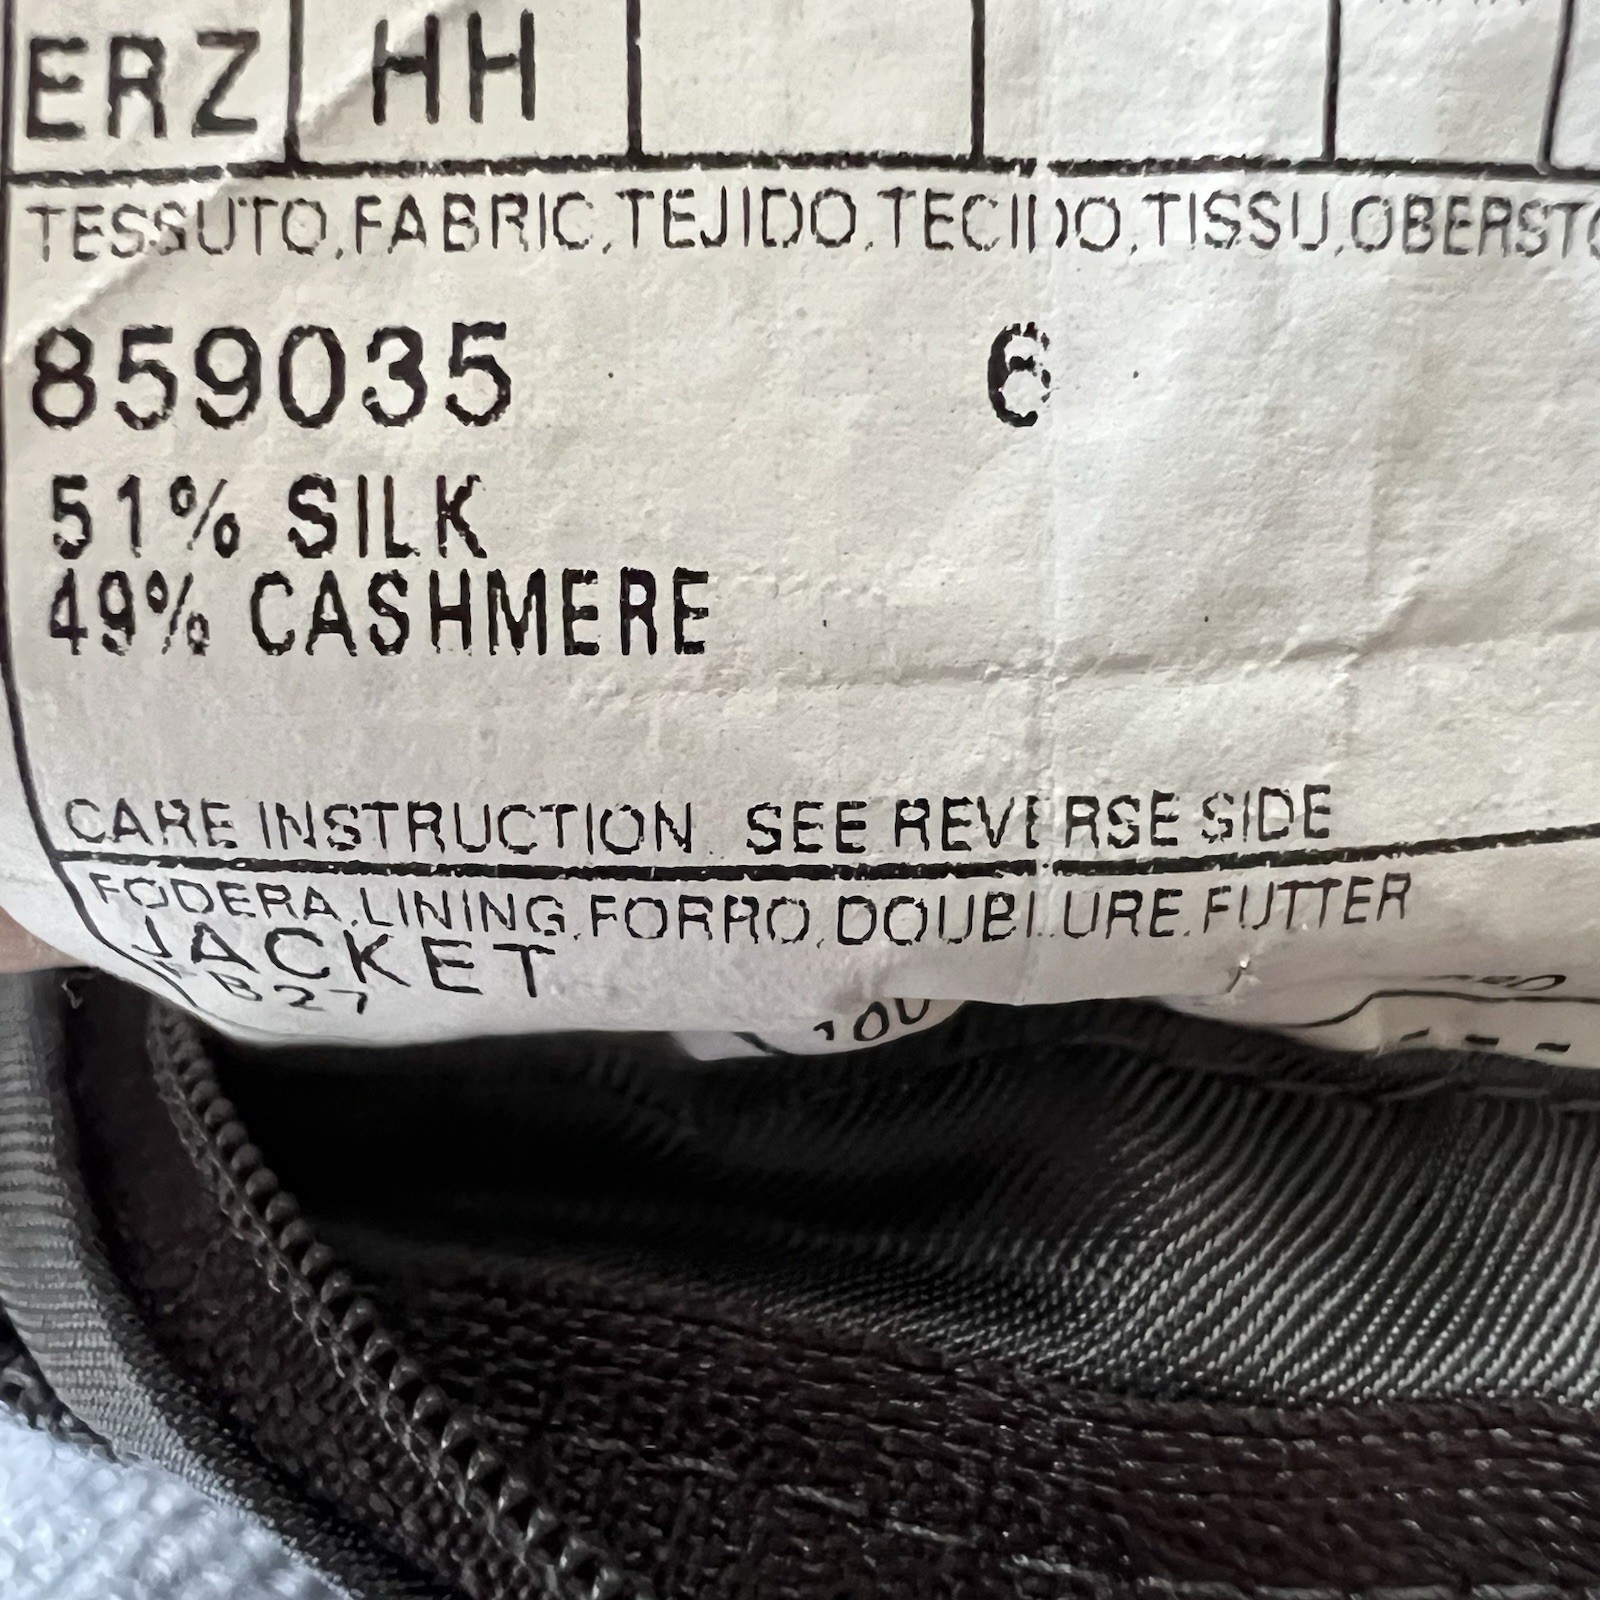 ERZ HH
TESSUTO,FABRIC,TEJIDO,TECIDO,TISSU,OBERSTO
859035 6
51% SILK
49% CASHMERE
CARE INSTRUCTION SEE REVERSE SIDE
FODERA,LINING,FORRO,DOUBLURE,FUTTER
JACKET